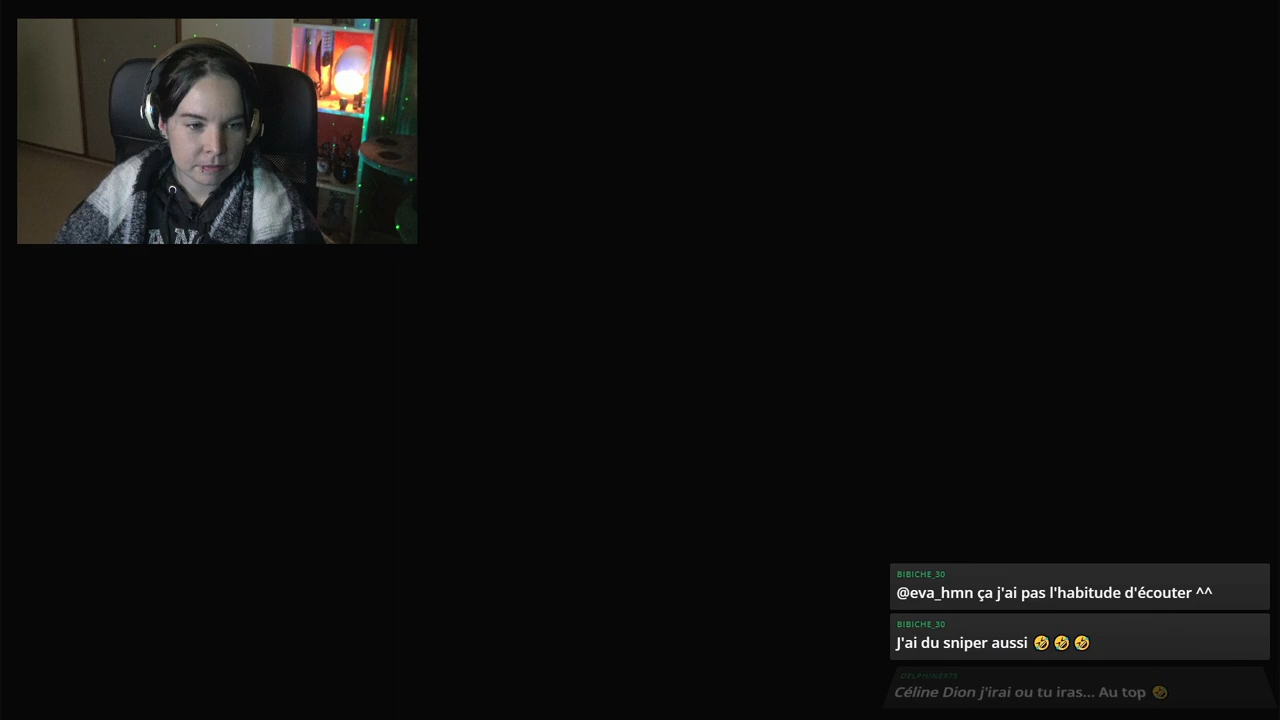 BIBICHE_30
@eva_hmn ça j'ai pas l'habitude d'écouter ^^
BIBICHE_30
J'ai du sniper aussi 🤣 🤣 🤣
Céline Dion j'irai ou tu iras... Au top 🤣